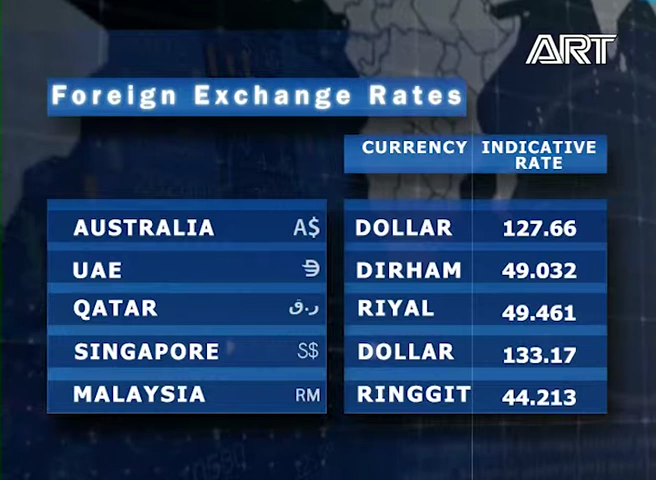 ART
Foreign Exchange Rates
CURRENCY INDICATIVE RATE
AUSTRALIA A$ DOLLAR 127.66
UAE DIRHAM 49.032
QATAR ر.ق RIYAL 49.461
SINGAPORE S$ DOLLAR 133.17
MALAYSIA RM RINGGIT 44.213